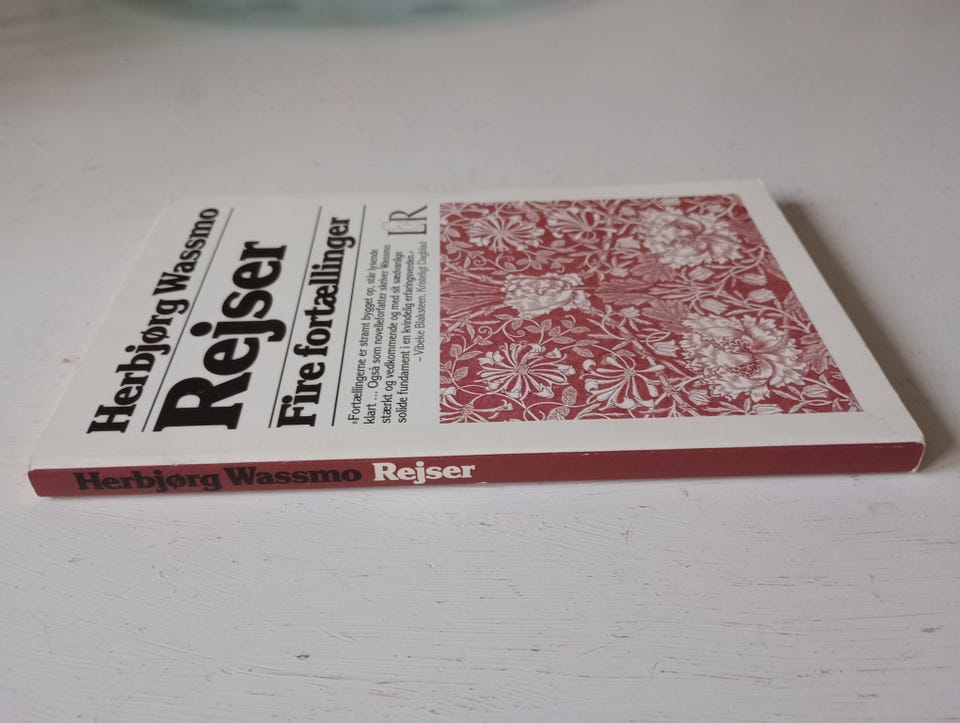 Herbjørg Wassmo
Rejser
Fire fortællinger
»Fortællingerne er stramt bygget op, står lysende
klart ... Også som novelleforfatter skriver Wassmo
stærkt og vedkommende og med sit sædvanlige
solide fundament i en kvindelig erfaringsverden.«
– Vibeke Blaksteen, Kristeligt Dagblad
LR
Herbjørg Wassmo Rejser